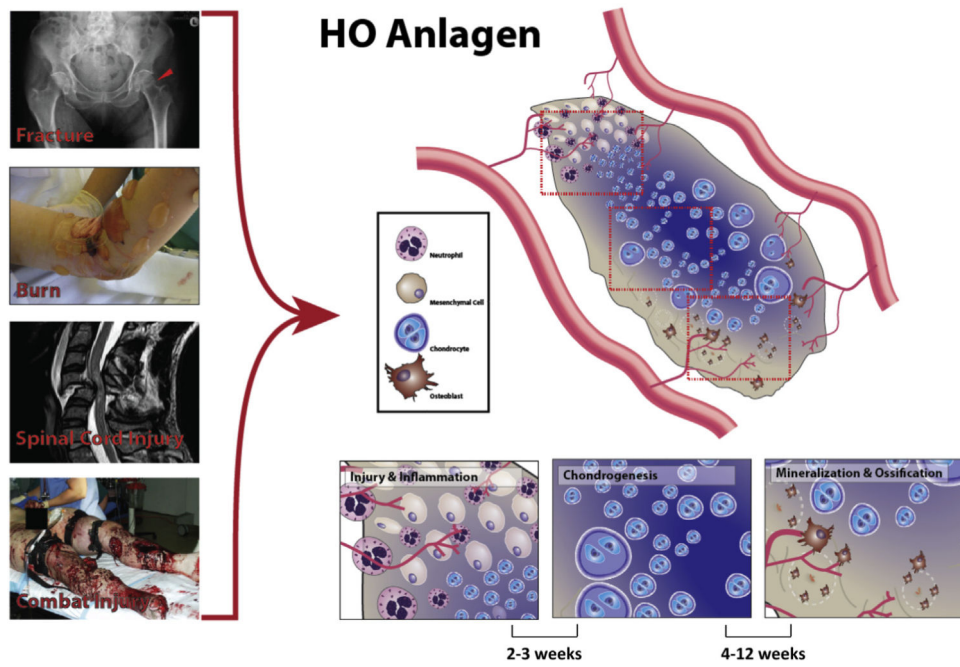 HO Anlagen
Fracture
Burn
Spinal Cord Injury
Combat Injury
Neutrophil
Mesenchymal Cell
Chondrocyte
Osteoblast
Injury & Inflammation
Chondrogenesis
Mineralization & Ossification
2-3 weeks
4-12 weeks